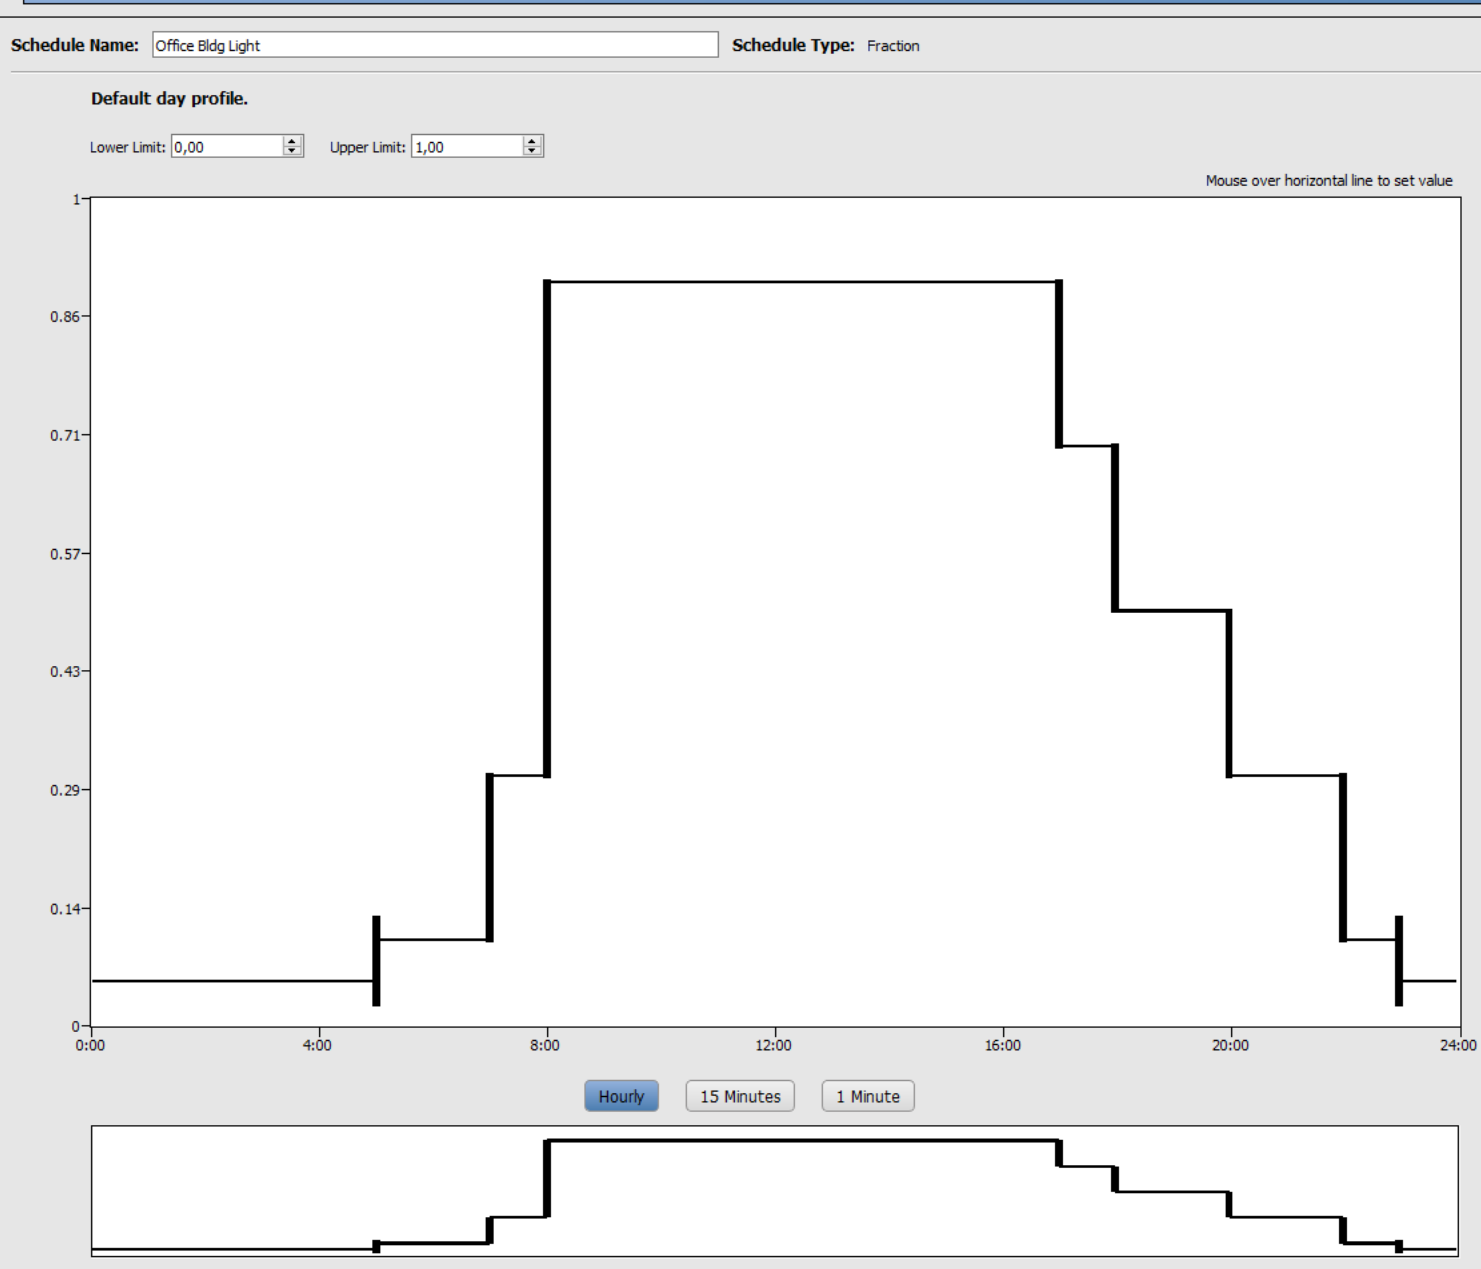 Schedule Name: Office Bldg Light Schedule Type: Fraction
Default day profile.
Lower Limit: 0,00 Upper Limit: 1,00
Mouse over horizontal line to set value
1
0.86
0.71
0.57
0.43
0.29
0.14
0
0:00 4:00 8:00 12:00 16:00 20:00 24:00
Hourly 15 Minutes 1 Minute